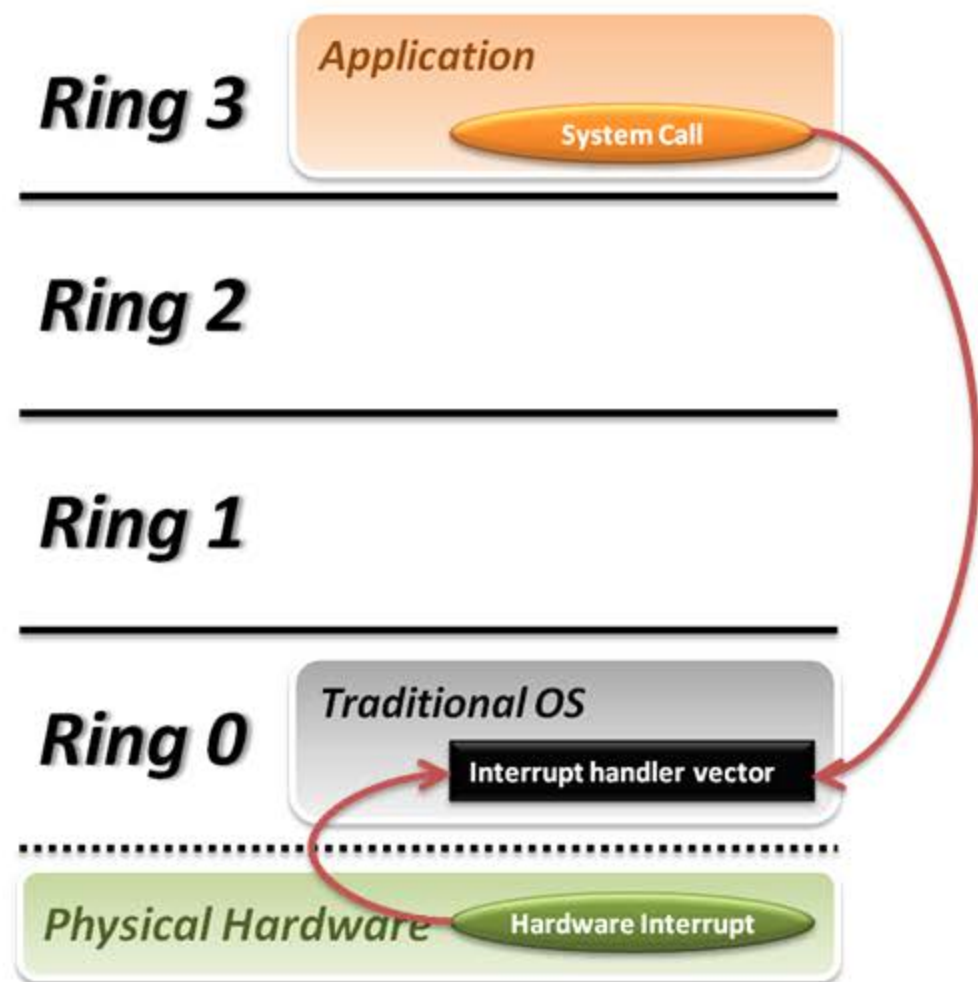 Ring 3
Application
System Call
Ring 2
Ring 1
Ring 0
Traditional OS
Interrupt handler vector
Physical Hardware
Hardware Interrupt